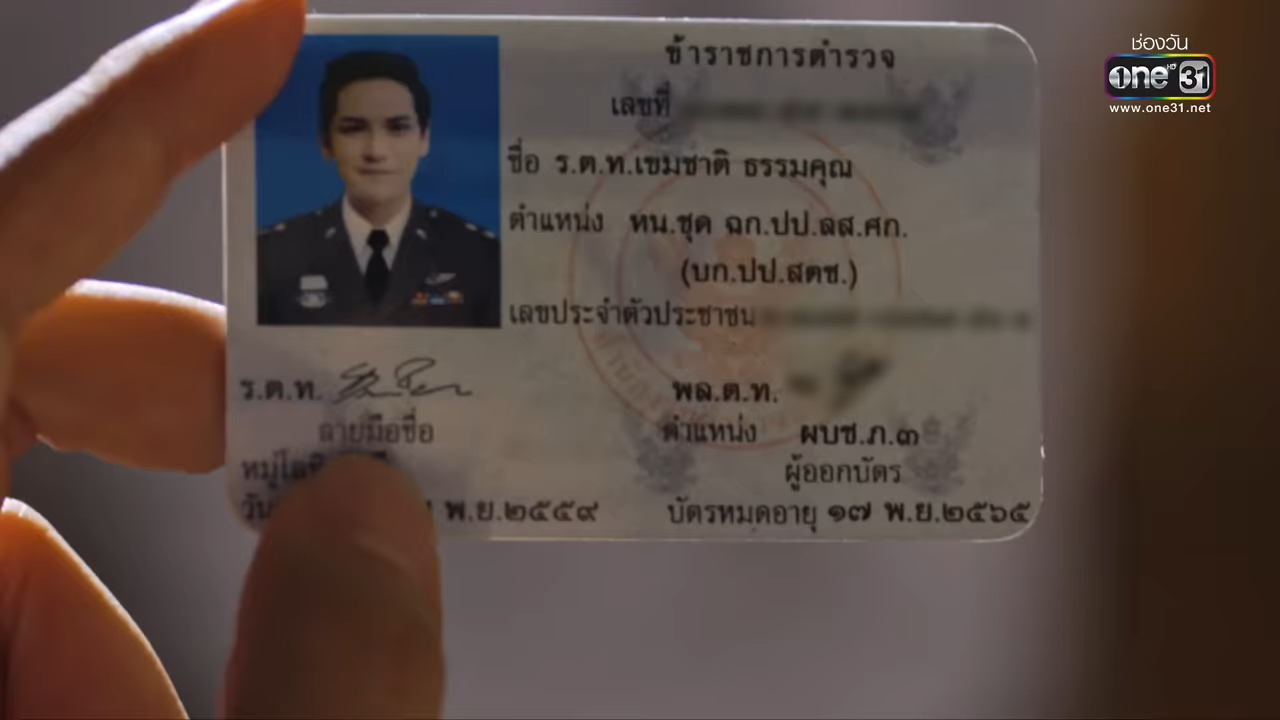 ช่องวัน
one HD 31
www.one31.net
ข้าราชการตำรวจ
เลขที่
ชื่อ ร.ต.ท.เขมชาติ ธรรมคุณ
ตำแหน่ง หน.ชุด ฉก.ปป.ลส.ศก.
(บก.ปป.สตช.)
เลขประจำตัวประชาชน
ร.ต.ท.
ลายมือชื่อ
พล.ต.ท.
ตำแหน่ง ผบช.ภ.๓
ผู้ออกบัตร
พ.ย.๒๕๕๙
บัตรหมดอายุ ๑๗ พ.ย.๒๕๖๕